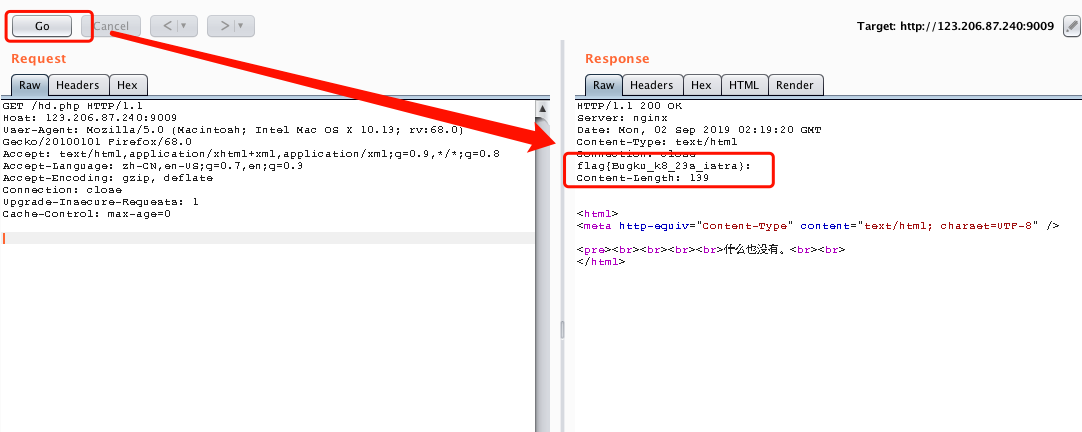 Go
Cancel
<
>
Target: http://123.206.87.240:9009
Request
Raw Headers Hex
GET /hd.php HTTP/1.1
Host: 123.206.87.240:9009
User-Agent: Mozilla/5.0 (Macintosh; Intel Mac OS X 10.13; rv:68.0)
Gecko/20100101 Firefox/68.0
Accept: text/html,application/xhtml+xml,application/xml;q=0.9,*/*;q=0.8
Accept-Language: zh-CN,en-US;q=0.7,en;q=0.3
Accept-Encoding: gzip, deflate
Connection: close
Upgrade-Insecure-Requests: 1
Cache-Control: max-age=0
Response
Raw Headers Hex HTML Render
HTTP/1.1 200 OK
Server: nginx
Date: Mon, 02 Sep 2019 02:19:20 GMT
Content-Type: text/html
Connection: close
flag{Bugku_k8_23s_istra}:
Content-Length: 139
<html>
<meta http-equiv="Content-Type" content="text/html; charset=UTF-8" />
<pre><br><br><br><br>什么也没有。<br><br>
</html>